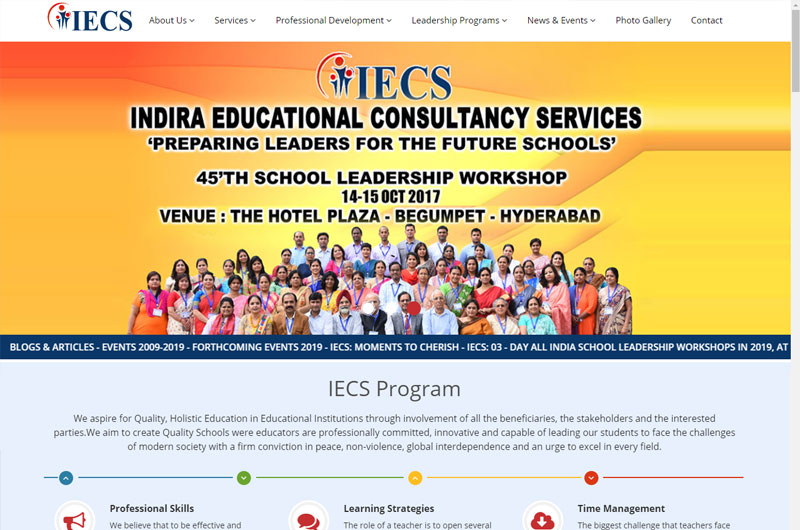 IECS
About Us
Services
Professional Development
Leadership Programs
News & Events
Photo Gallery
Contact
IECS
INDIRA EDUCATIONAL CONSULTANCY SERVICES
‘PREPARING LEADERS FOR THE FUTURE SCHOOLS’
45’TH SCHOOL LEADERSHIP WORKSHOP
14-15 OCT 2017
VENUE : THE HOTEL PLAZA - BEGUMPET - HYDERABAD
BLOGS & ARTICLES - EVENTS 2009-2019 - FORTHCOMING EVENTS 2019 - IECS: MOMENTS TO CHERISH - IECS: 03 - DAY ALL INDIA SCHOOL LEADERSHIP WORKSHOPS IN 2019, AT
IECS Program
We aspire for Quality, Holistic Education in Educational Institutions through involvement of all the beneficiaries, the stakeholders and the interested
parties.We aim to create Quality Schools were educators are professionally committed, innovative and capable of leading our students to face the challenges
of modern society with a firm conviction in peace, non-violence, global interdependence and an urge to excel in every field.
Professional Skills
We believe that to be effective and
Learning Strategies
The role of a teacher is to open several
Time Management
The biggest challenge that teachers face